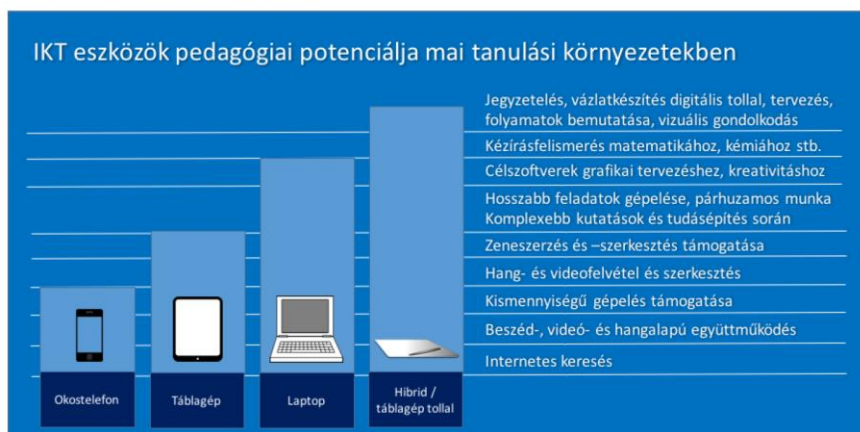 IKT eszközök pedagógiai potenciálja mai tanulási környezetekben
Jegyzetelés, vázlatkészítés digitális tollal, tervezés,
folyamatok bemutatása, vizuális gondolkodás
Kézírásfelismerés matematikához, kémiához stb.
Célszoftverek grafikai tervezéshez, kreativitáshoz
Hosszabb feladatok gépelése, párhuzamos munka
Komplexebb kutatások és tudásépítés során
Zeneszerzés és –szerkesztés támogatása
Hang- és videofelvétel és szerkesztés
Kismennyiségű gépelés támogatása
Beszéd-, videó- és hangalapú együttműködés
Internetes keresés
Okostelefon
Táblagép
Laptop
Híbrid /
táblagép tollal